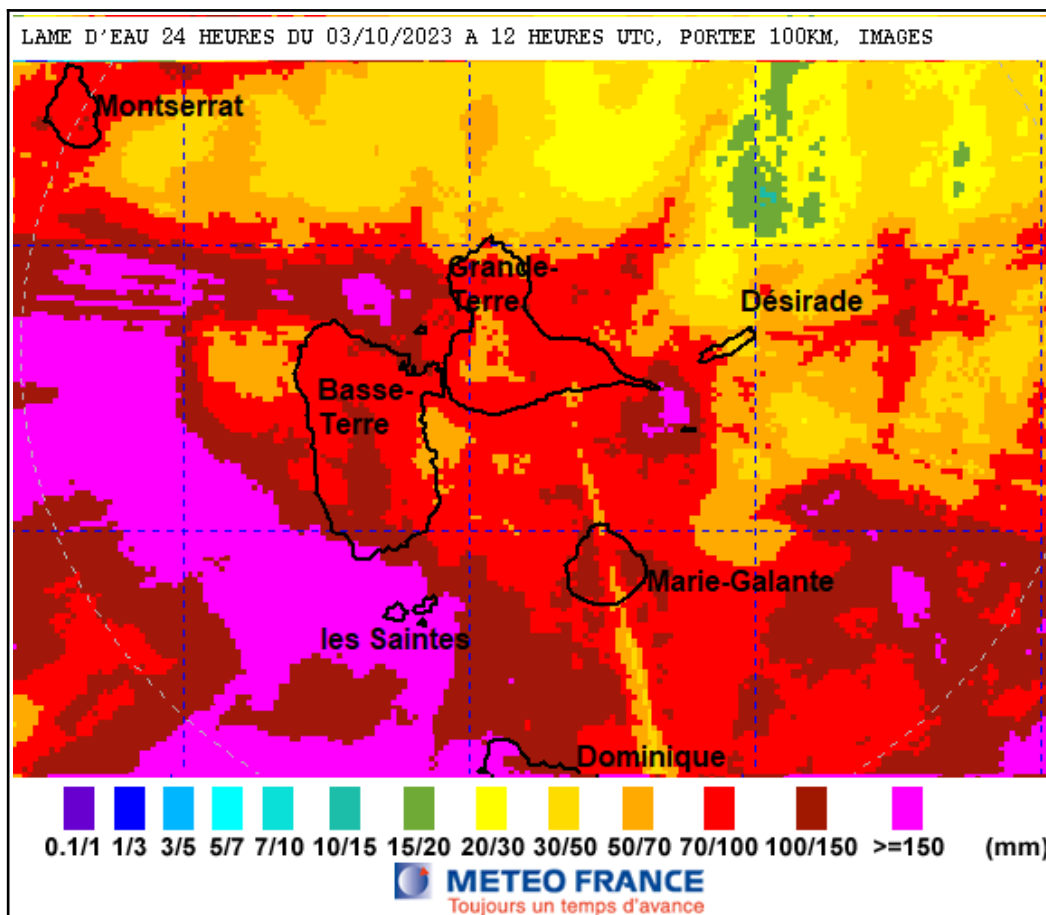 LAME D'EAU 24 HEURES DU 03/10/2023 A 12 HEURES UTC, PORTEE 100KM, IMAGES
Montserrat
Grande-
Terre
Désirade
Basse-
Terre
Marie-Galante
les Saintes
Dominique
0.1/1 1/3 3/5 5/7 7/10 10/15 15/20 20/30 30/50 50/70 70/100 100/150 >=150 (mm)
METEO FRANCE
Toujours un temps d'avance